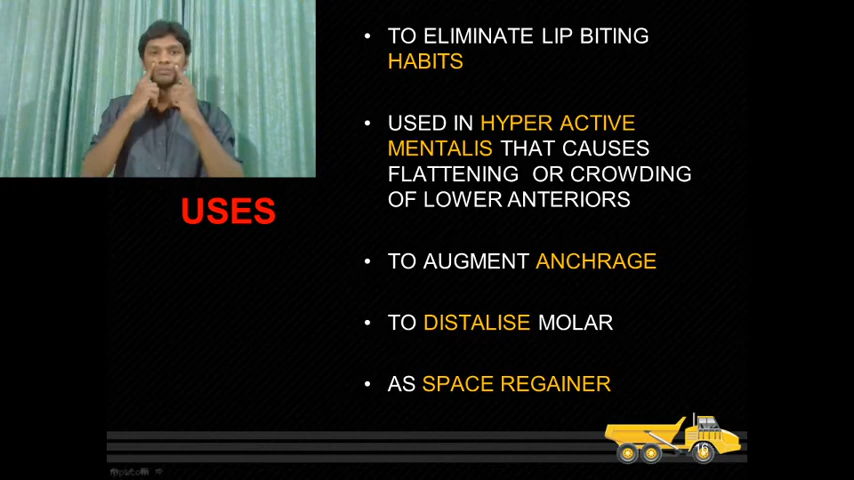 • TO ELIMINATE LIP BITING
HABITS
• USED IN HYPER ACTIVE
MENTALIS THAT CAUSES
FLATTENING OR CROWDING
OF LOWER ANTERIORS
USES
• TO AUGMENT ANCHRAGE
• TO DISTALISE MOLAR
• AS SPACE REGAINER
16